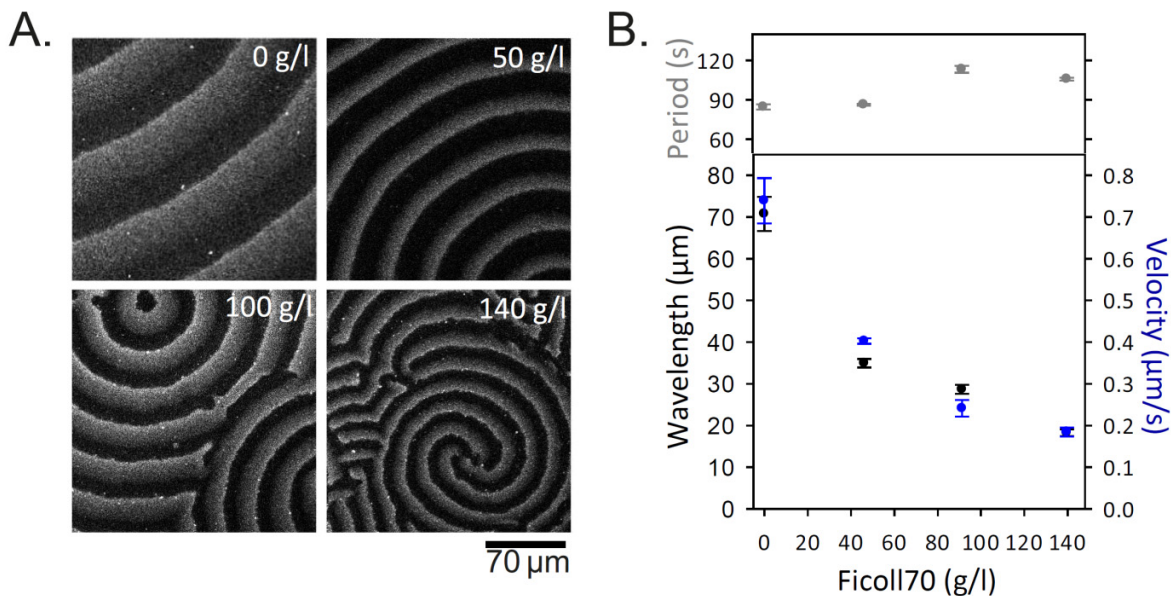 A.
0 g/l
50 g/l
100 g/l
140 g/l
70 µm
B.
Period (s)
120
90
60
Wavelength (µm)
80
70
60
50
40
30
20
10
0
0.8
0.7
0.6
0.5
0.4
0.3
0.2
0.1
0.0
Velocity (µm/s)
0 20 40 60 80 100 120 140
Ficoll70 (g/l)